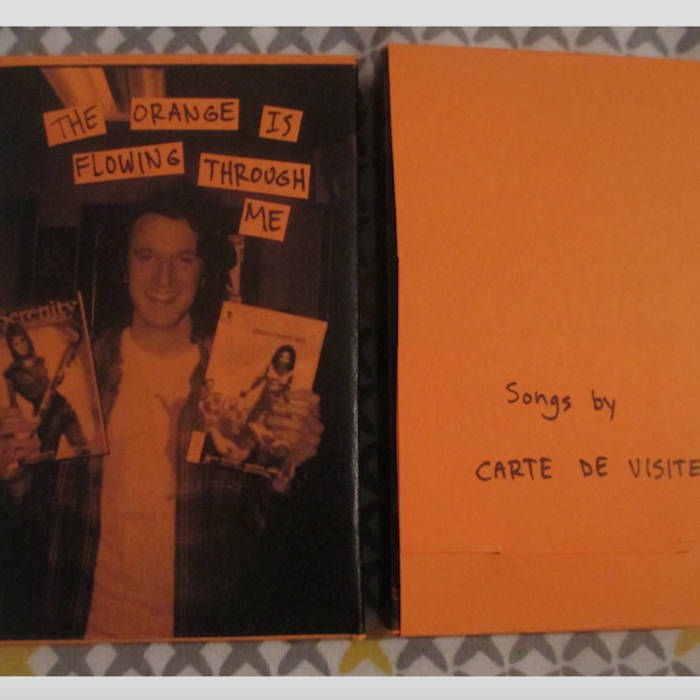 THE ORANGE IS
FLOWING THROUGH
ME
Serenity
Songs by
CARTE DE VISITE